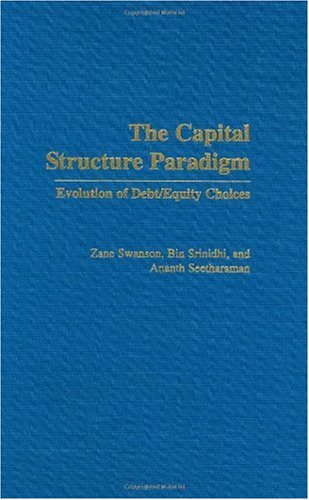 The Capital
Structure Paradigm
Evolution of Debt/Equity Choices
Zane Swanson, Bin Srinidhi, and
Ananth Seetharaman